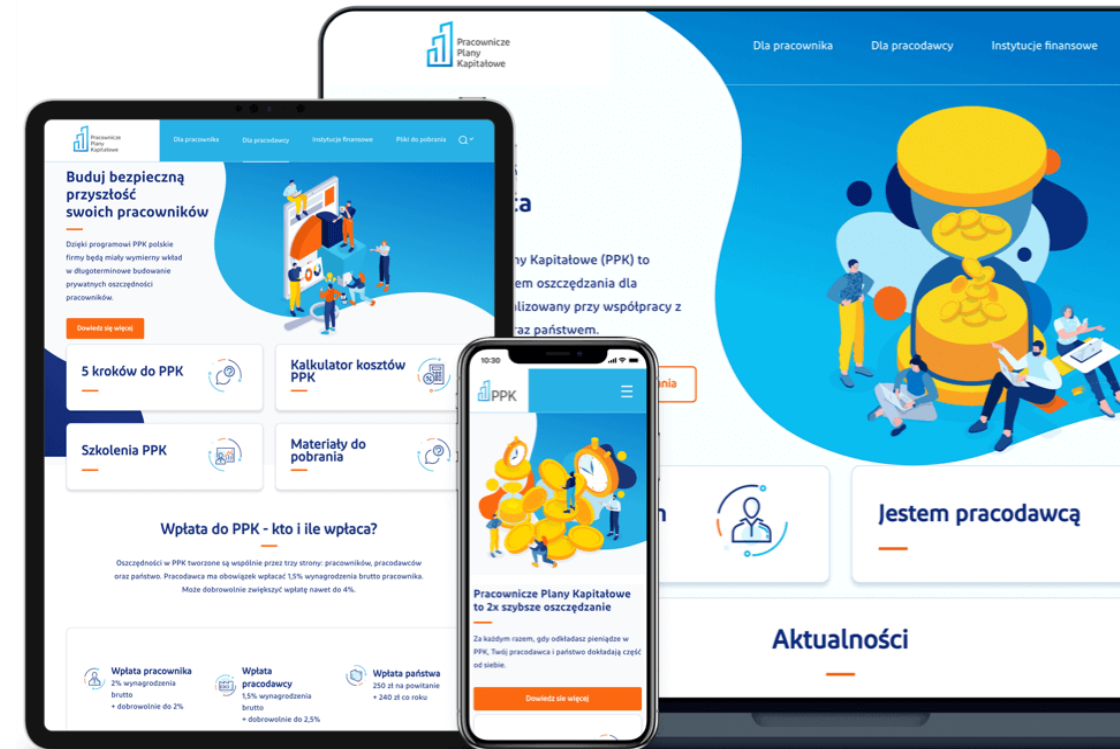 Pracownicze
Plany
Kapitałowe
Dla pracownika
Dla pracodawcy
Instytucje finansowe
ny Kapitałowe (PPK) to
em oszczędzania dla
lizowany przy współpracy z
raz państwem.
Jestem pracodawcą
Aktualności
Pracownicze
Plany
Kapitałowe
Dla pracownika
Dla pracodawcy
Instytucje finansowe
Pliki do pobrania
Buduj bezpieczną
przyszłość
swoich pracowników
Dzięki programowi PPK polskie
firmy będą miały wymierny wkład
w długoterminowe budowanie
prywatnych oszczędności
pracowników.
Dowiedz się więcej
5 kroków do PPK
Kalkulator kosztów
PPK
Szkolenia PPK
Materiały do
pobrania
Wpłata do PPK - kto i ile wpłaca?
Oszczędności w PPK tworzone są wspólnie przez trzy strony: pracowników, pracodawców
oraz państwo. Pracodawca ma obowiązek wpłacać 1,5% wynagrodzenia brutto pracownika.
Może dobrowolnie zwiększyć wpłatę nawet do 4%.
Wpłata pracownika
2% wynagrodzenia
brutto
+ dobrowolnie do 2%
Wpłata
pracodawcy
1,5% wynagrodzenia
brutto
+ dobrowolnie do 2,5%
Wpłata państwa
250 zł na powitanie
+ 240 zł co roku
10:30
PPK
Pracownicze Plany Kapitałowe
to 2x szybsze oszczędzanie
Za każdym razem, gdy odkładasz pieniądze w
PPK, Twój pracodawca i państwo dokładają część
od siebie.
Dowiedz się więcej